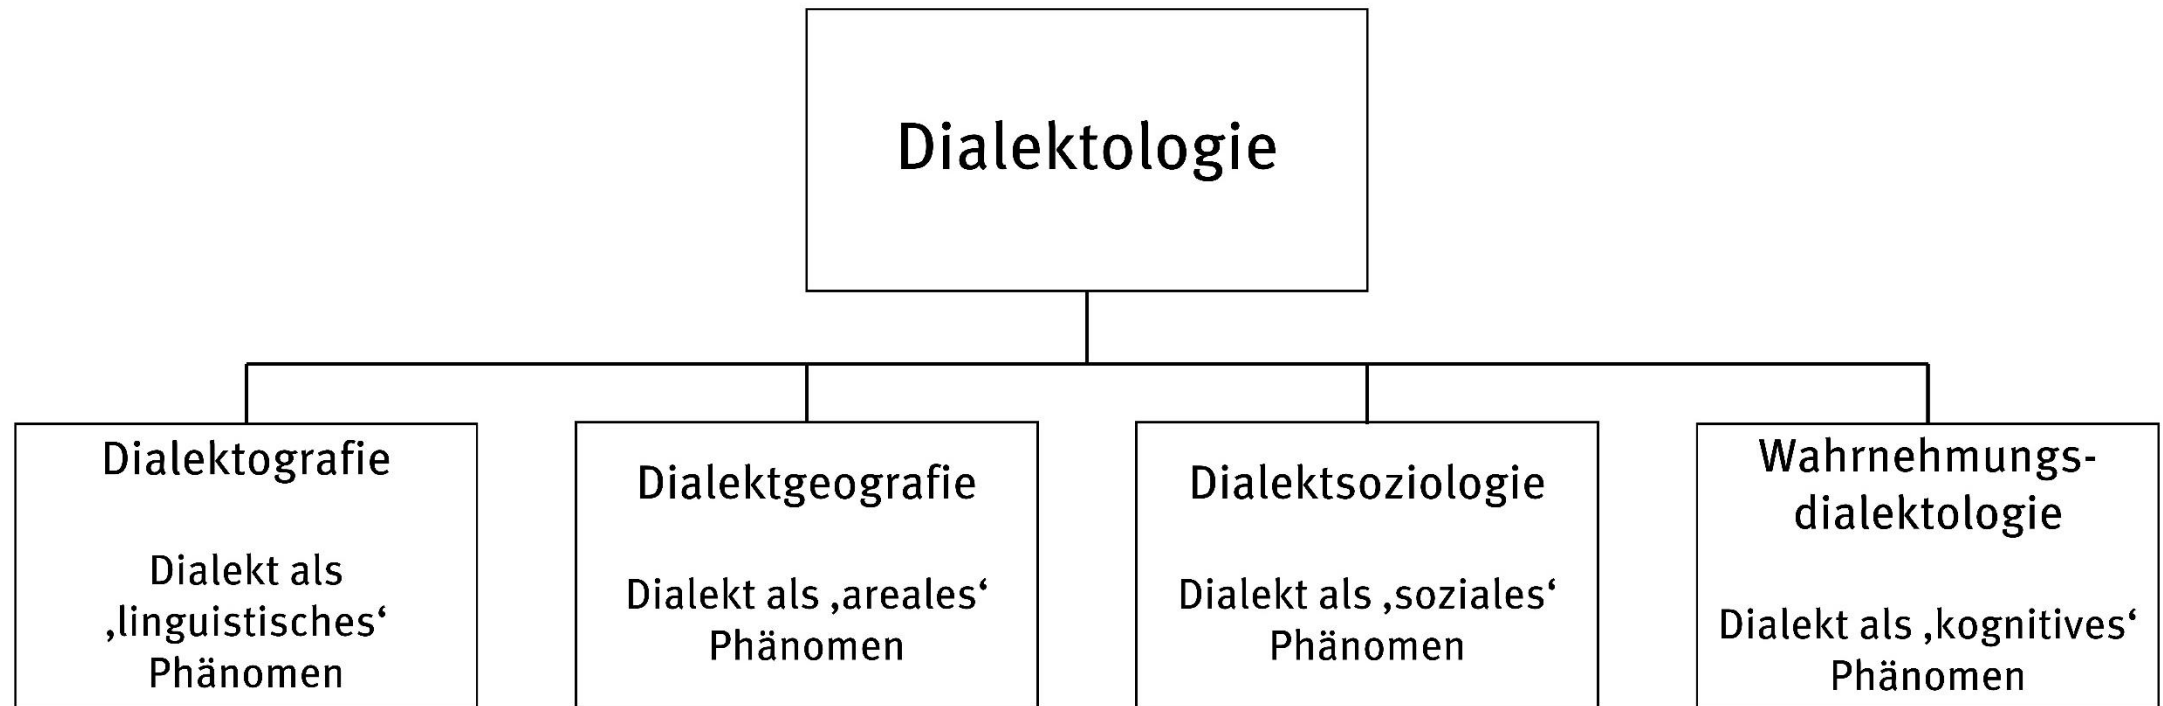 Dialektologie
Dialektografie
Dialekt als
‚linguistisches‘
Phänomen
Dialektgeografie
Dialekt als ‚areales‘
Phänomen
Dialektsoziologie
Dialekt als ‚soziales‘
Phänomen
Wahrnehmungs-
dialektologie
Dialekt als ‚kognitives‘
Phänomen